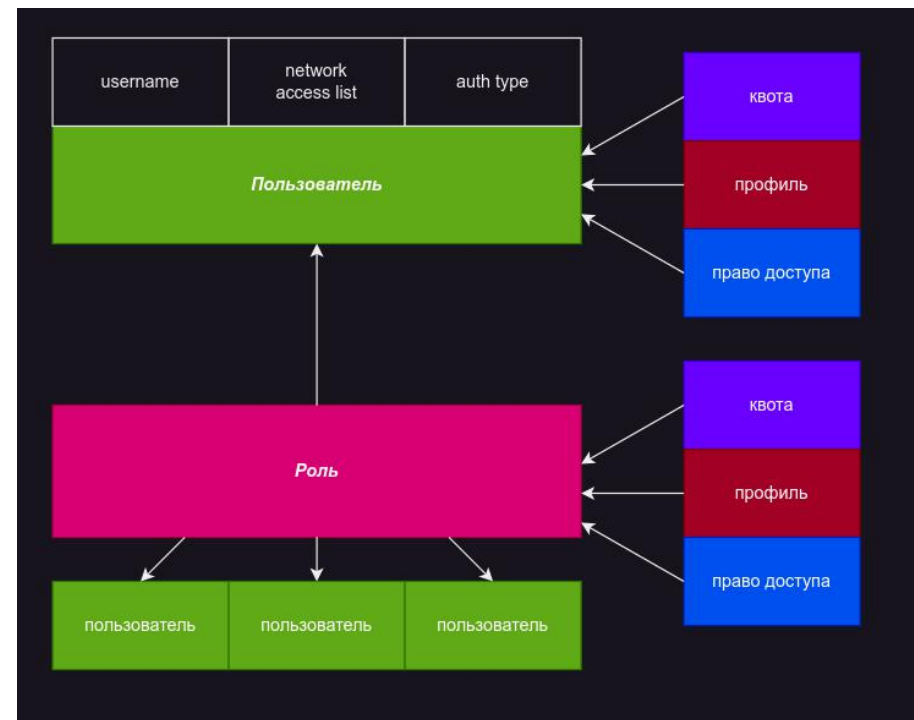 username
network
access list
auth type
квота
Пользователь
профиль
право доступа
квота
Роль
профиль
право доступа
пользователь
пользователь
пользователь